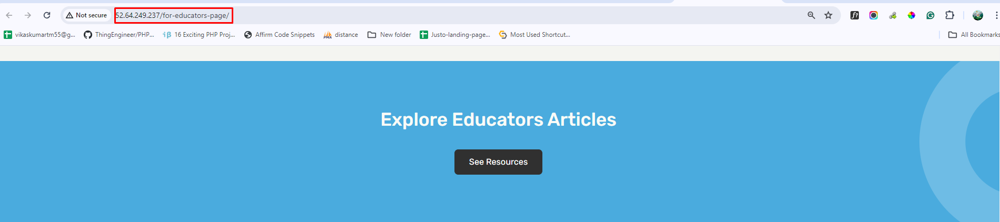 Not secure 52.64.249.237/for-educators-page/
vikaskumartm55@g... ThingEngineer/PHP... 16 Exciting PHP Proj... Affirm Code Snippets distance New folder Justo-landing-page... Most Used Shortcut... All Bookmarks
Explore Educators Articles
See Resources